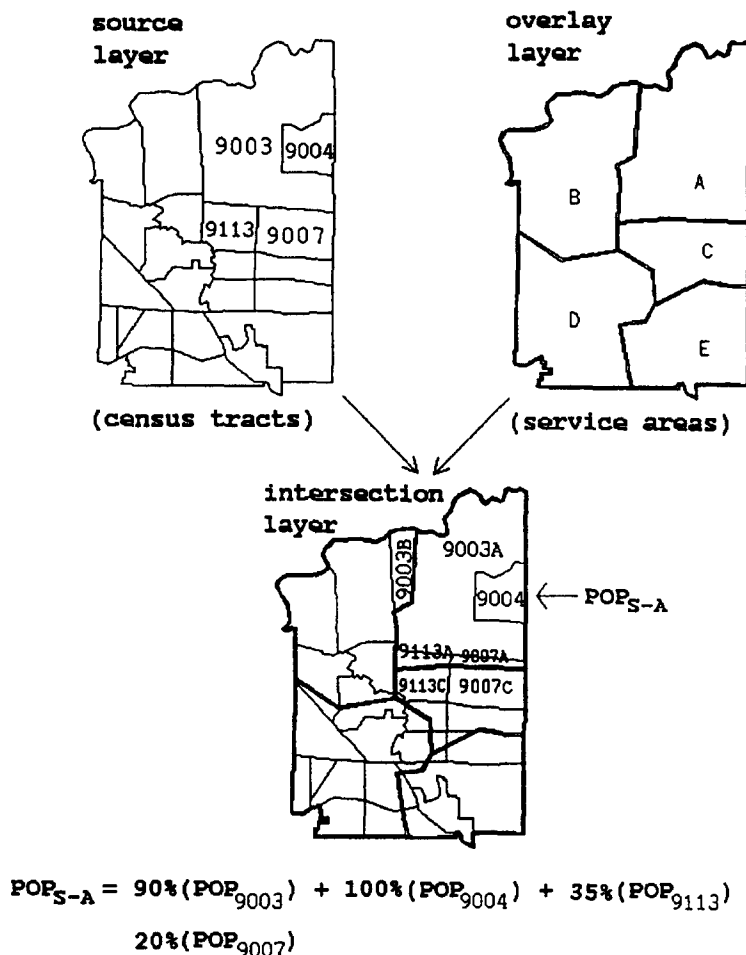 source
layer
overlay
layer
9003
9004
9113
9007
B
A
C
D
E
(census tracts)
(service areas)
intersection
layer
9003B
9003A
9004
POPS-A
9113A
9007A
9113C
9007C
POPS-A = 90%(POP9003) + 100%(POP9004) + 35%(POP9113)
20%(POP9007)